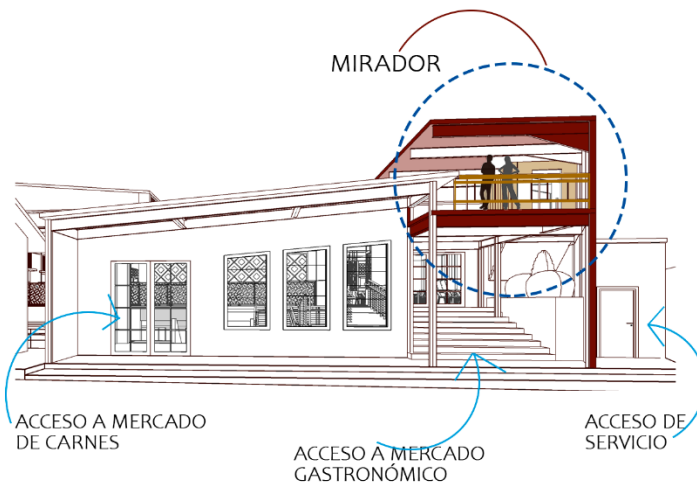 MIRADOR
ACCESO A MERCADO
DE CARNES
ACCESO A MERCADO
GASTRONÓMICO
ACCESO DE
SERVICIO